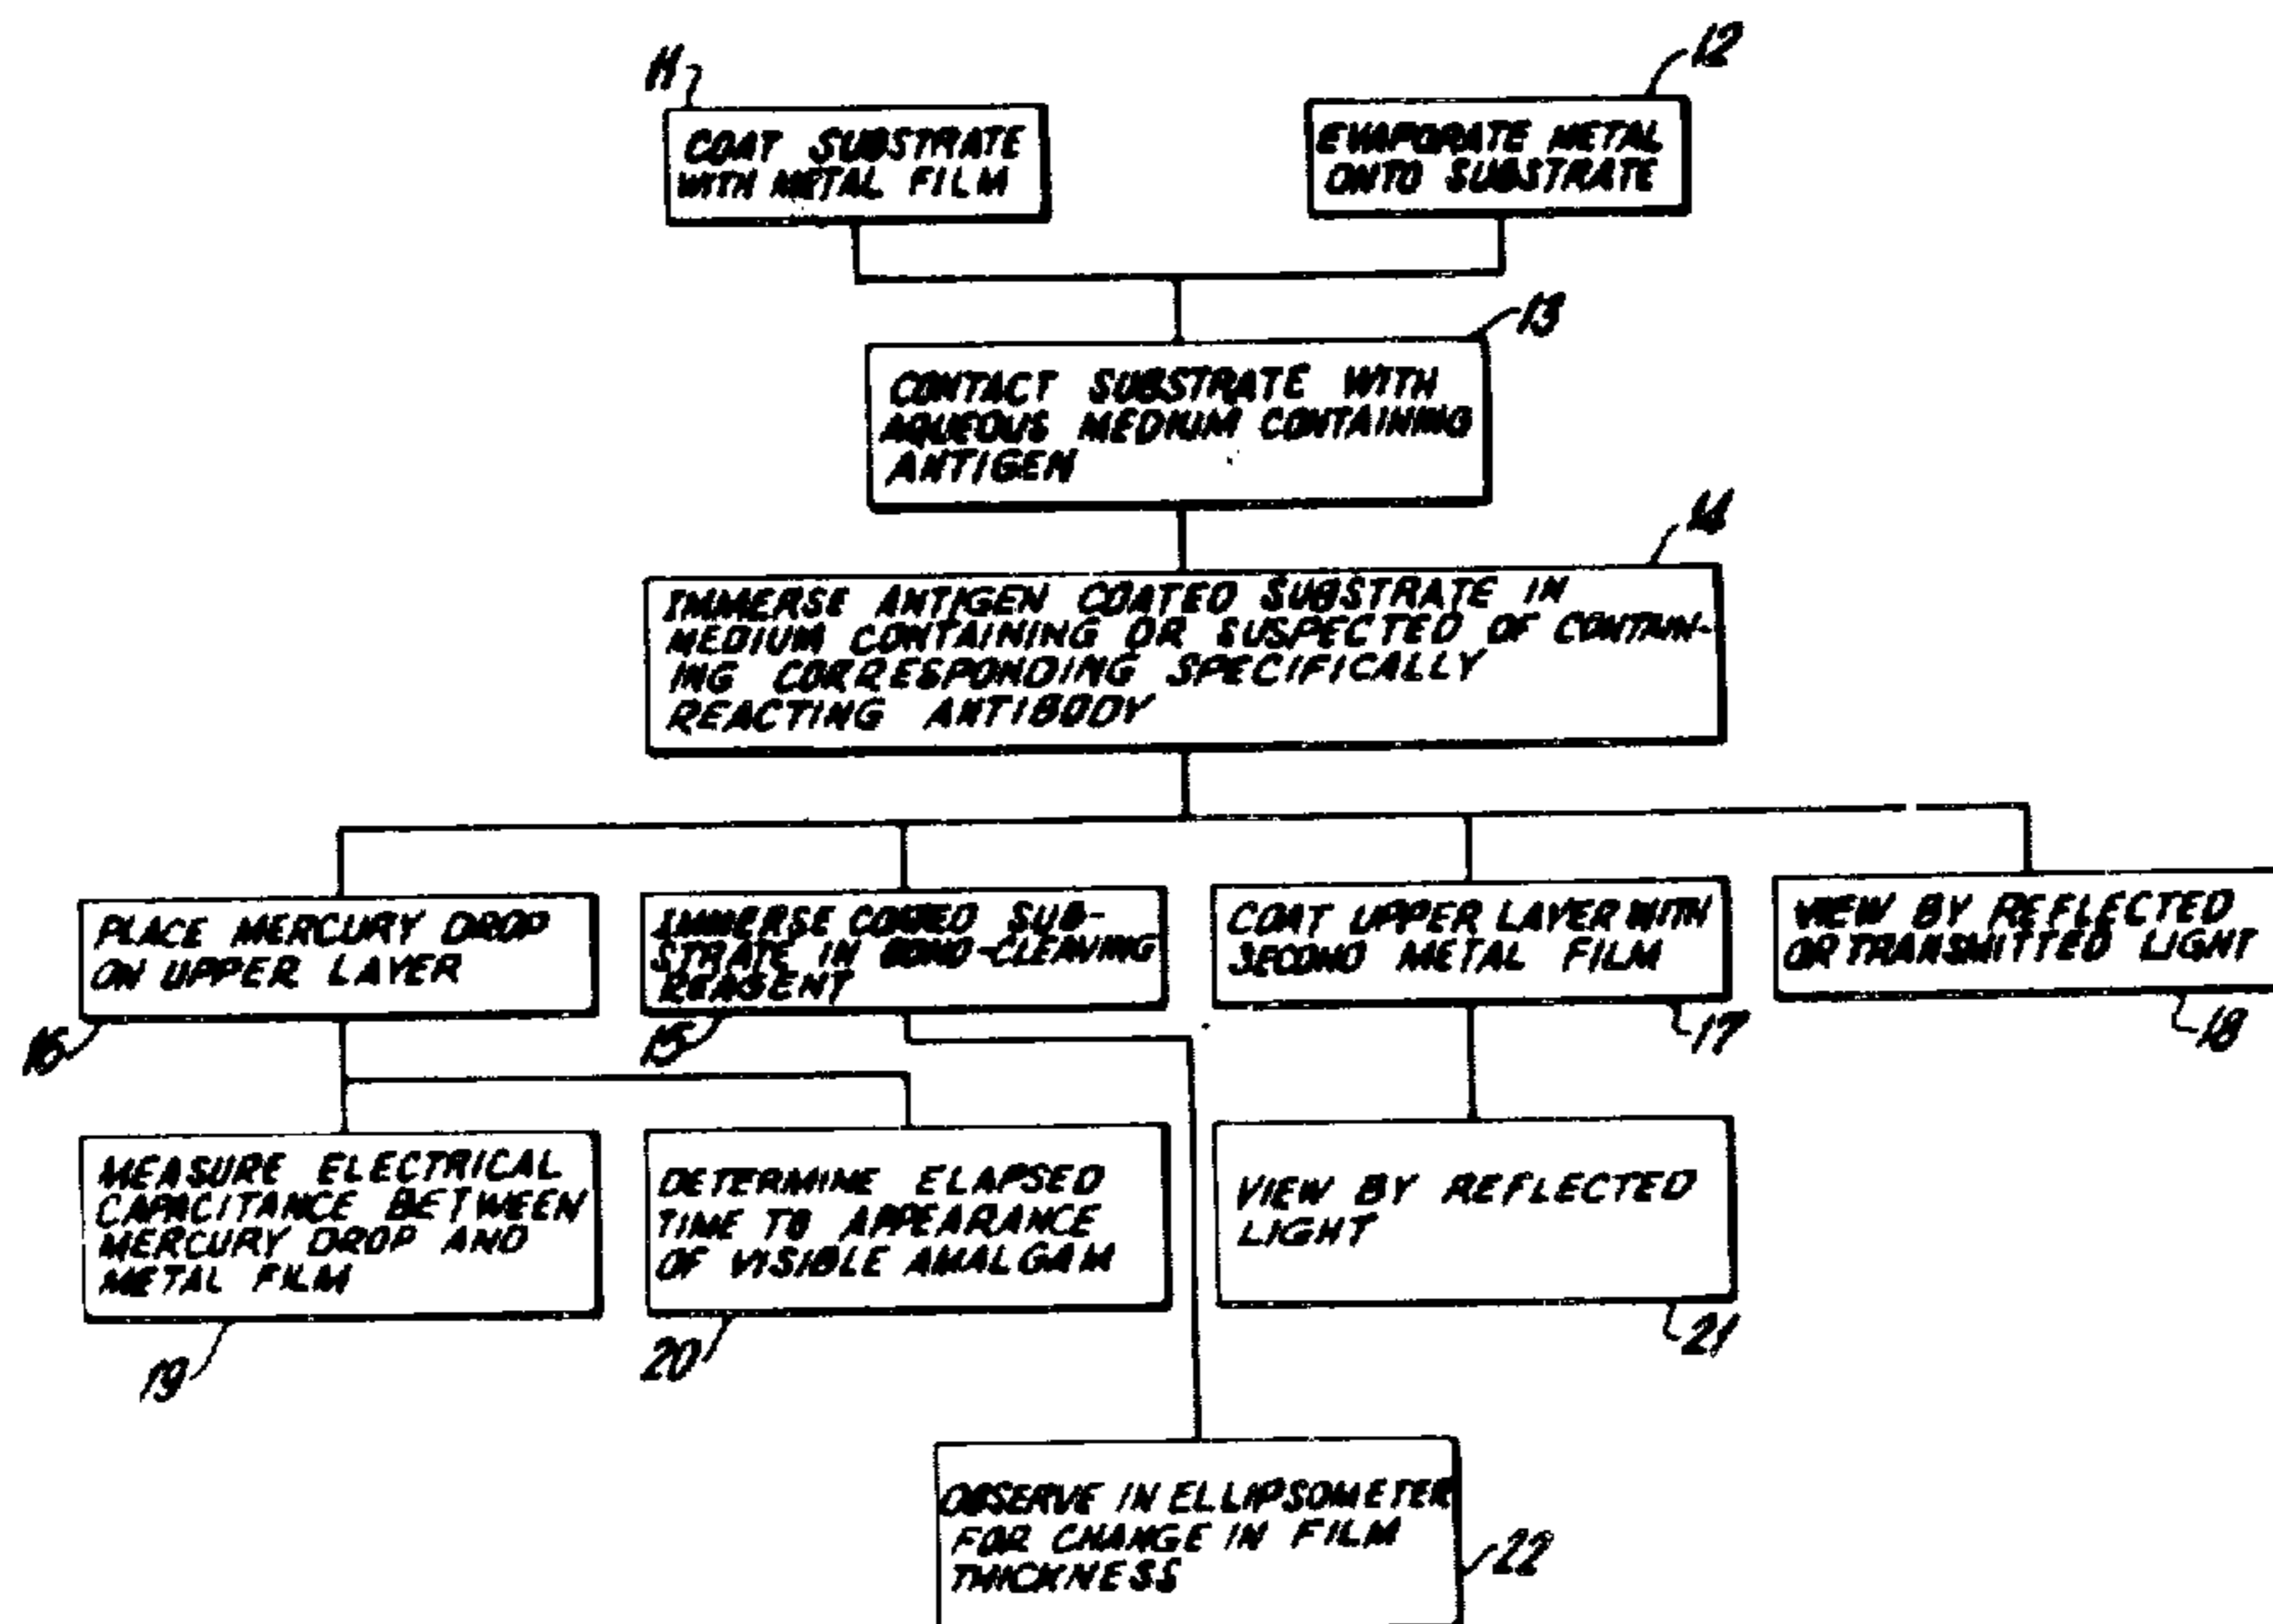 11
12
COAT SUBSTRATE
WITH METAL FILM
EVAPORATE METAL
ONTO SUBSTRATE
13
CONTACT SUBSTRATE WITH
AQUEOUS MEDIUM CONTAINING
ANTIGEN
14
IMMERSE ANTIGEN COATED SUBSTRATE IN
MEDIUM CONTAINING OR SUSPECTED OF CONTAIN-
ING CORRESPONDING SPECIFICALLY
REACTING ANTIBODY
PLACE MERCURY DROP
ON UPPER LAYER
16
IMMERSE COATED SUB-
STRATE IN BOND-CLEAVING
REAGENT
15
COAT UPPER LAYER WITH
SECOND METAL FILM
17
VIEW BY REFLECTED
OR TRANSMITTED LIGHT
18
MEASURE ELECTRICAL
CAPACITANCE BETWEEN
MERCURY DROP AND
METAL FILM
19
DETERMINE ELAPSED
TIME TO APPEARANCE
OF VISIBLE AMALGAM
20
VIEW BY REFLECTED
LIGHT
21
OBSERVE IN ELLIPSOMETER
FOR CHANGE IN FILM
THICKNESS
22